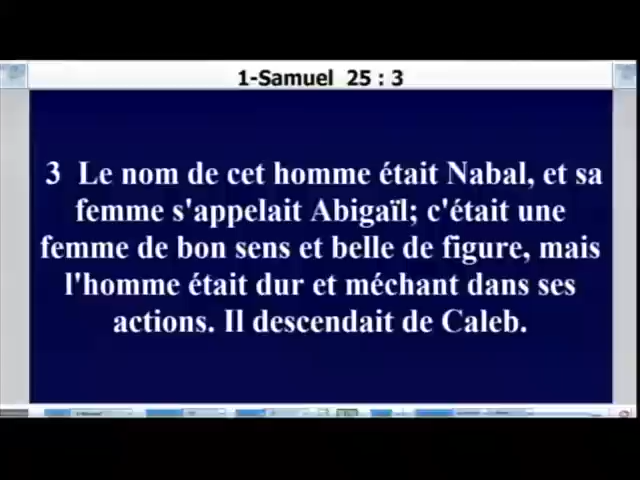 1-Samuel 25 : 3
3 Le nom de cet homme était Nabal, et sa
femme s'appelait Abigaïl; c'était une
femme de bon sens et belle de figure, mais
l'homme était dur et méchant dans ses
actions. Il descendait de Caleb.